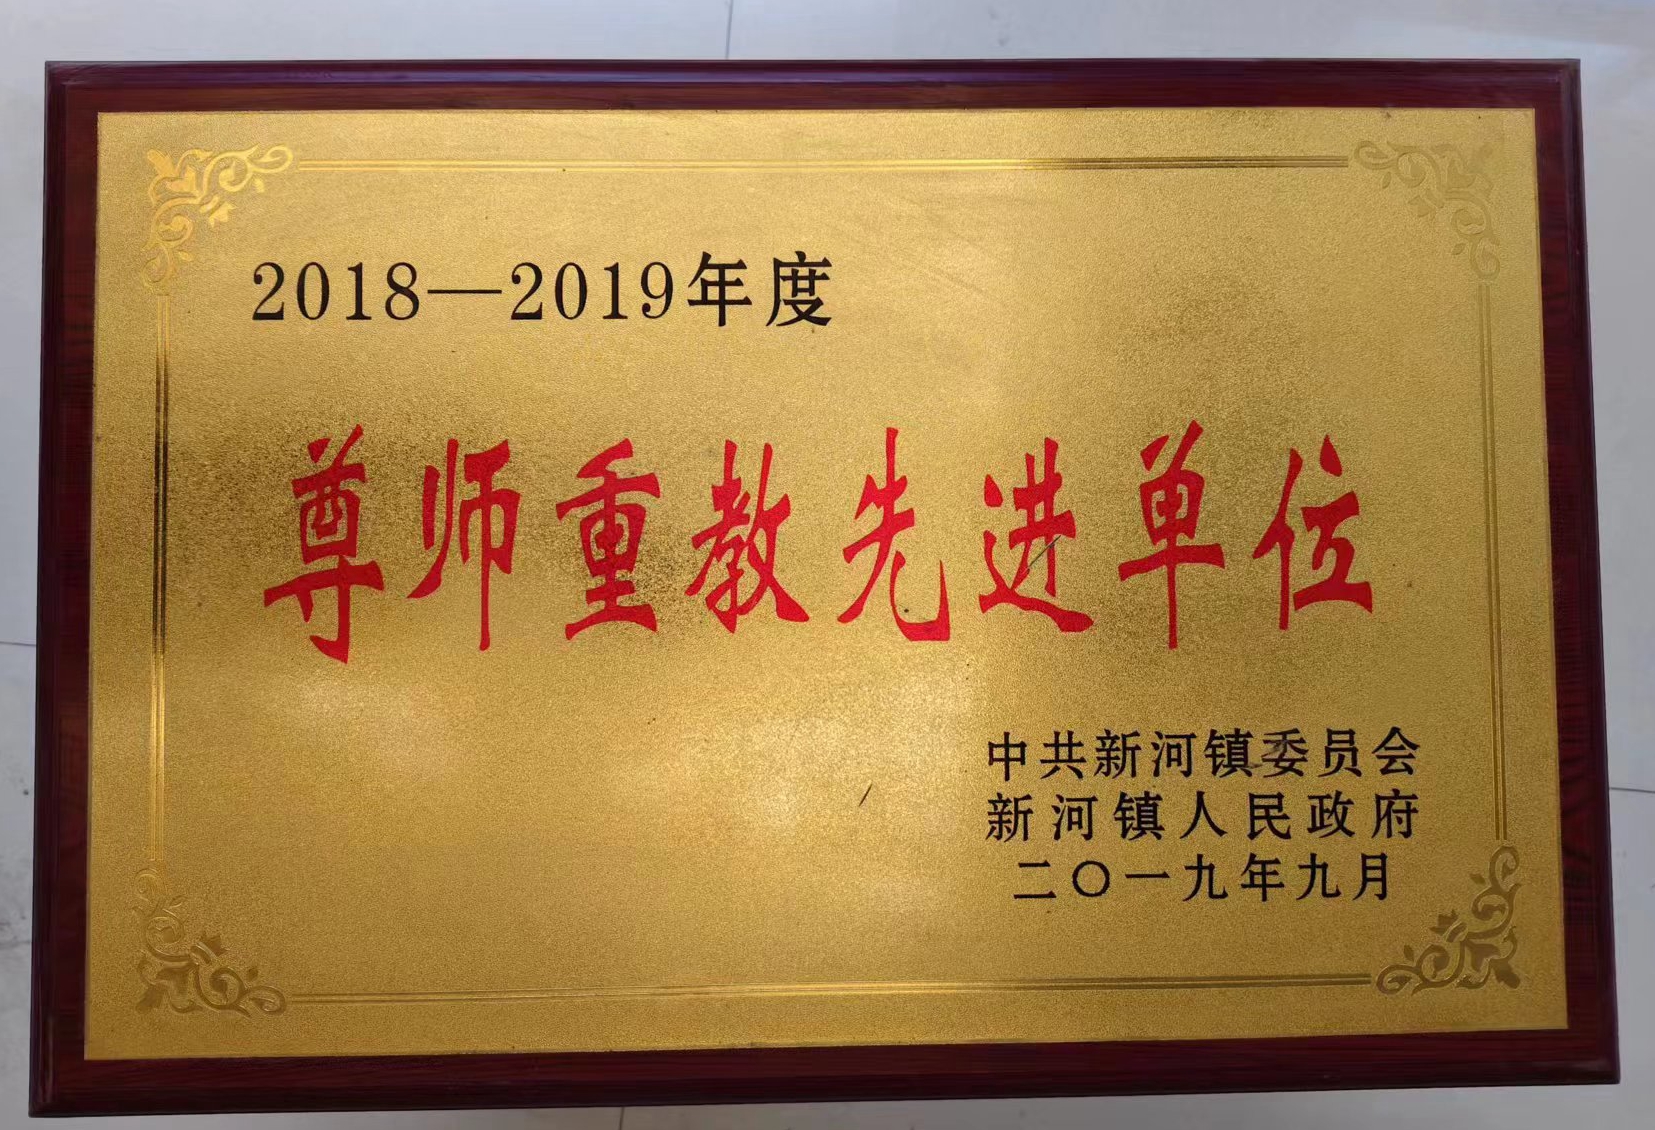 2018—2019年度
尊师重教先进单位
中共新河镇委员会
新河镇人民政府
二〇一九年九月